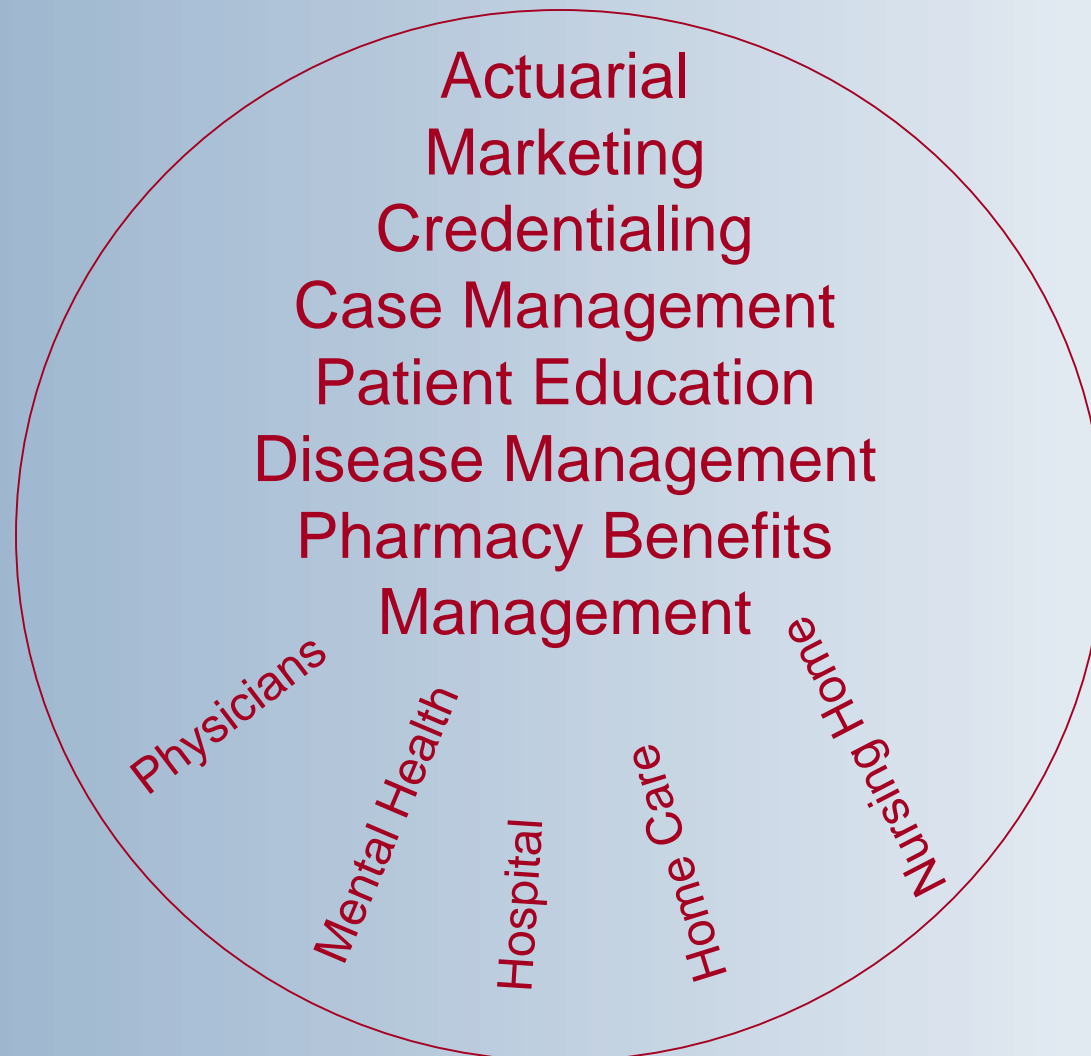 Actuarial
Marketing
Credentialing
Case Management
Patient Education
Disease Management
Pharmacy Benefits
Management
Physicians
Mental Health
Hospital
Home Care
Nursing Home